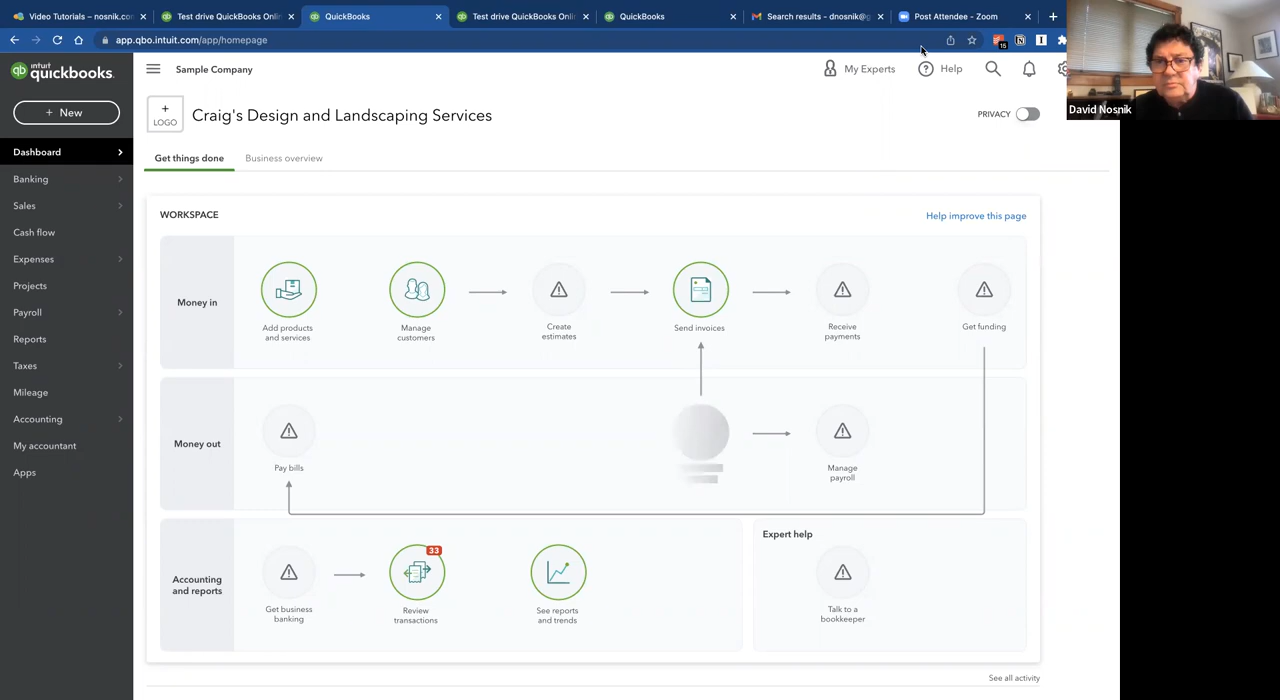 Video Tutorials – nosnik.con
Test drive QuickBooks Onlin
QuickBooks
Test drive QuickBooks Onlin
QuickBooks
Search results - dnosnik@g
Post Attendee - Zoom
app.qbo.intuit.com/app/homepage
15
David Nosnik
intuit
quickbooks.
Sample Company
My Experts
Help
+ New
+
LOGO
Craig's Design and Landscaping Services
PRIVACY
Get things done
Business overview
Dashboard
Banking
Sales
Cash flow
Expenses
Projects
Payroll
Reports
Taxes
Mileage
Accounting
My accountant
Apps
WORKSPACE
Help improve this page
Money in
Add products
and services
Manage
customers
Create
estimates
Send invoices
Receive
payments
Get funding
Money out
Pay bills
Manage
payroll
Accounting
and reports
Get business
banking
33
Review
transactions
See reports
and trends
Expert help
Talk to a
bookkeeper
See all activity